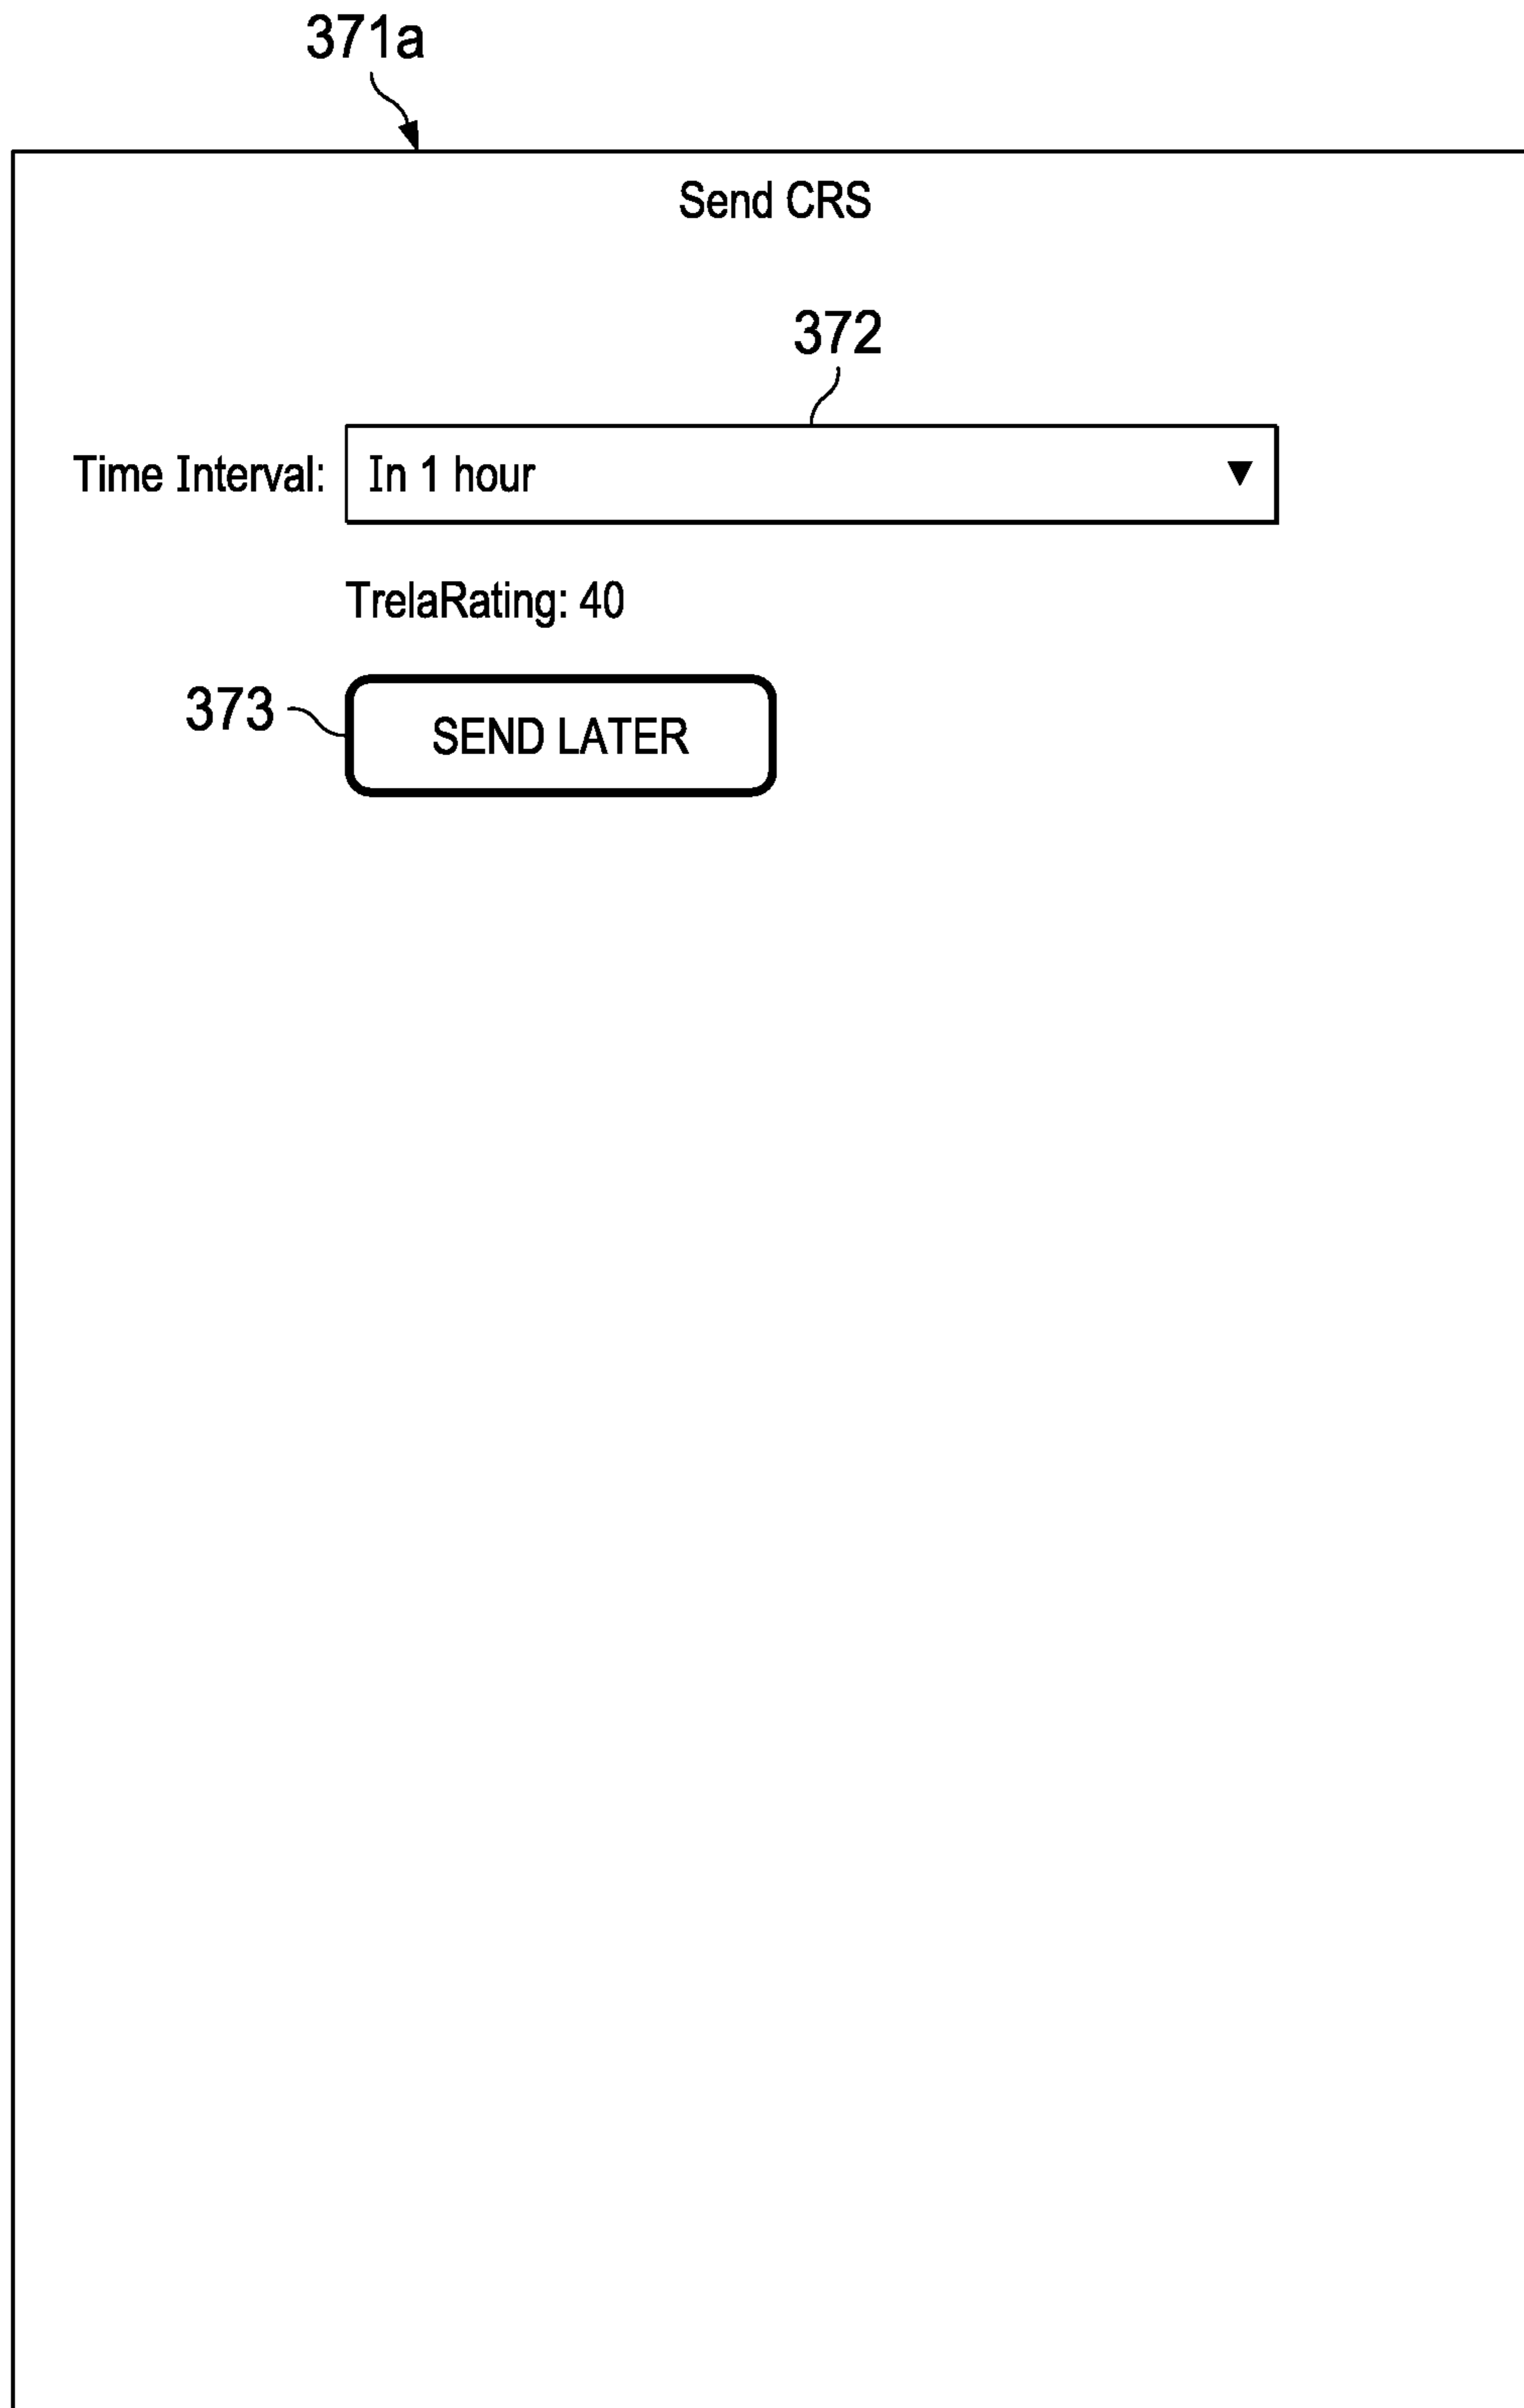 371a
Send CRS
372
Time Interval: In 1 hour
TrelaRating: 40
373 SEND LATER